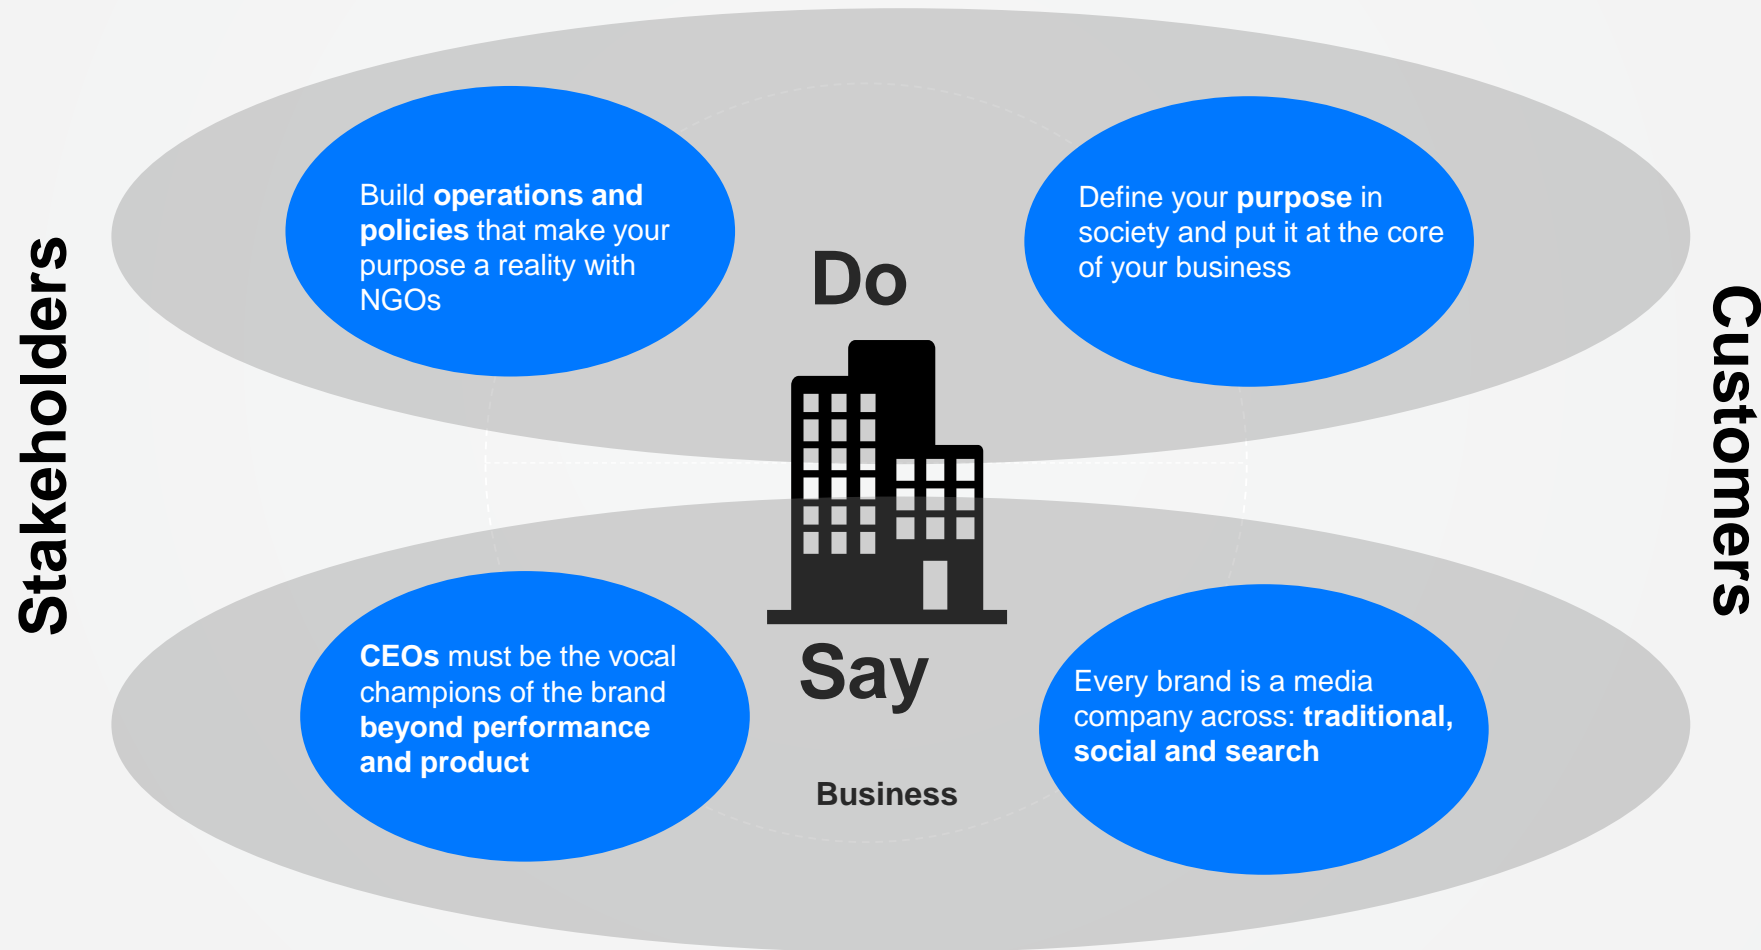 Stakeholders
Build operations and
policies that make your
purpose a reality with
NGOs
Do
Define your purpose in
society and put it at the core
of your business
Customers
CEOs must be the vocal
champions of the brand
beyond performance
and product
Say
Business
Every brand is a media
company across: traditional,
social and search